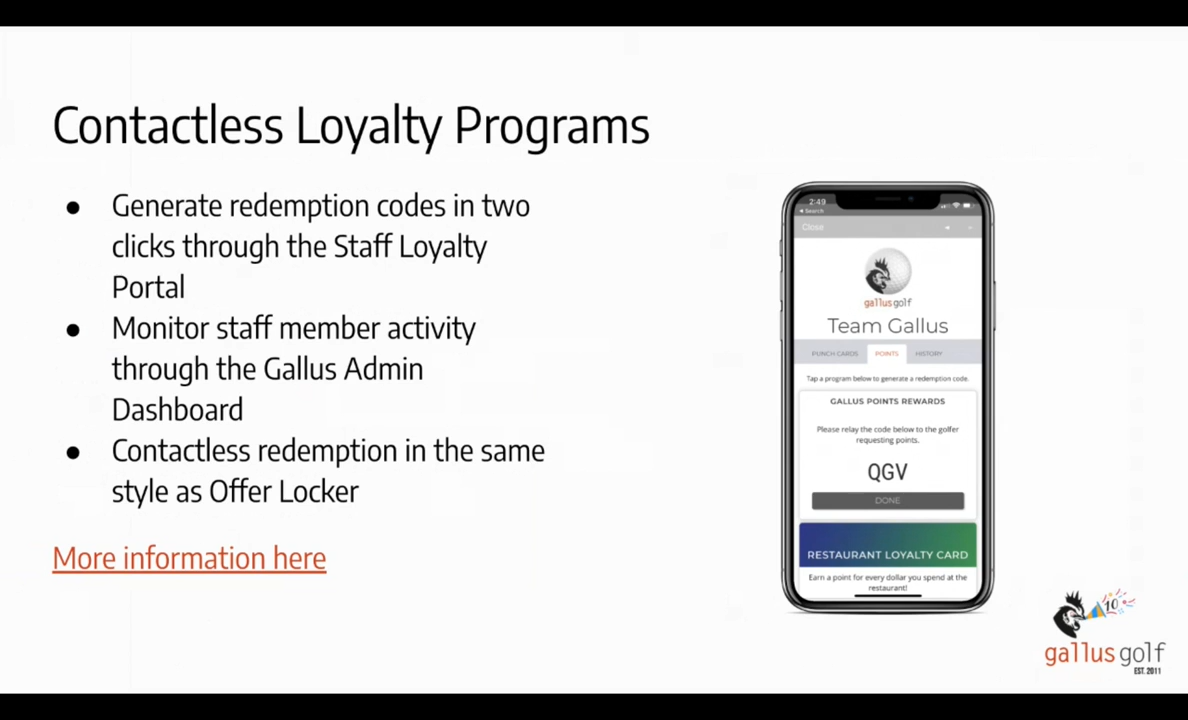 Contactless Loyalty Programs
● Generate redemption codes in two
clicks through the Staff Loyalty
Portal
● Monitor staff member activity
through the Gallus Admin
Dashboard
● Contactless redemption in the same
style as Offer Locker
More information here
2:49
◂ Search
Close
gallus golf
Team Gallus
PUNCH CARDS POINTS HISTORY
Tap a program below to generate a redemption code.
GALLUS POINTS REWARDS
Please relay the code below to the golfer
requesting points.
QGV
DONE
RESTAURANT LOYALTY CARD
Earn a point for every dollar you spend at the
restaurant!
10
gallus golf
EST. 2011